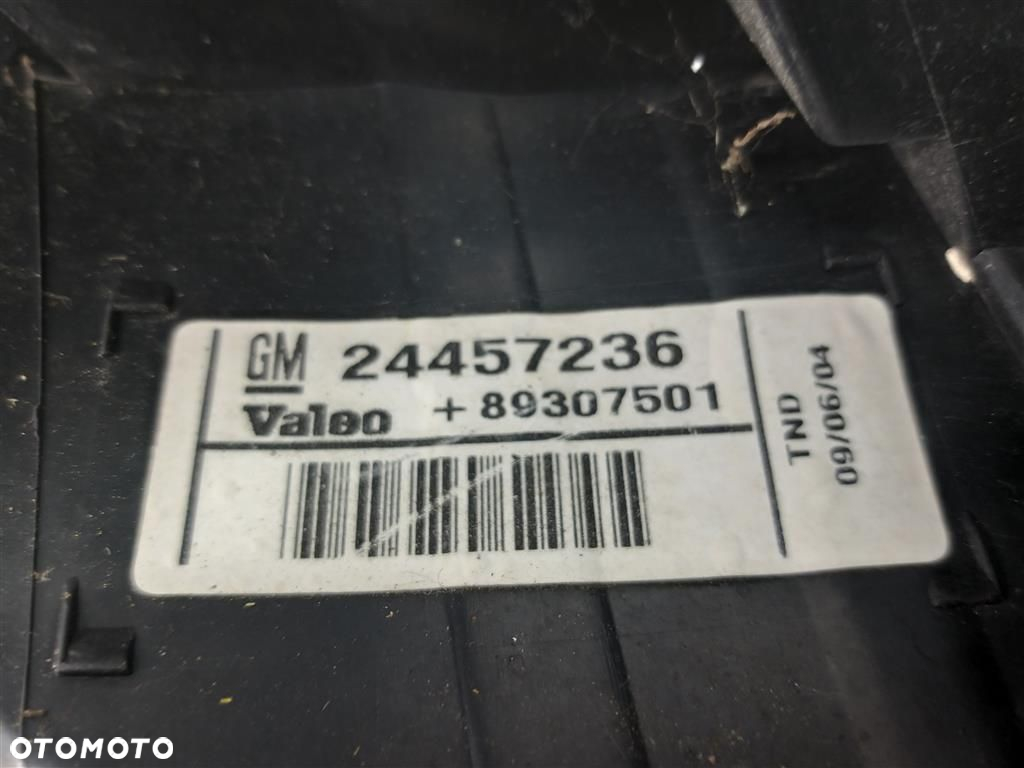 GM 24457236
Valeo +89307501
TND
09/06/04
OTOMOTO